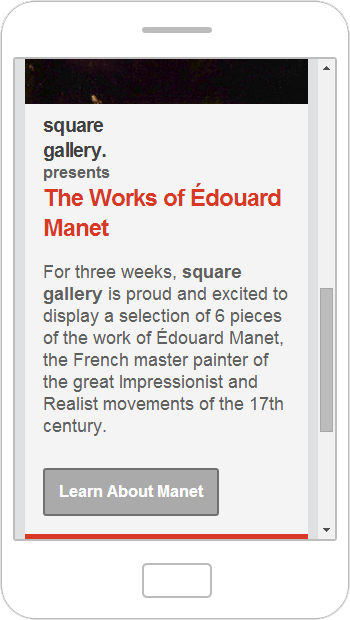 square
gallery.
presents
The Works of Édouard
Manet
For three weeks, square
gallery is proud and excited to
display a selection of 6 pieces
of the work of Édouard Manet,
the French master painter of
the great Impressionist and
Realist movements of the 17th
century.
Learn About Manet